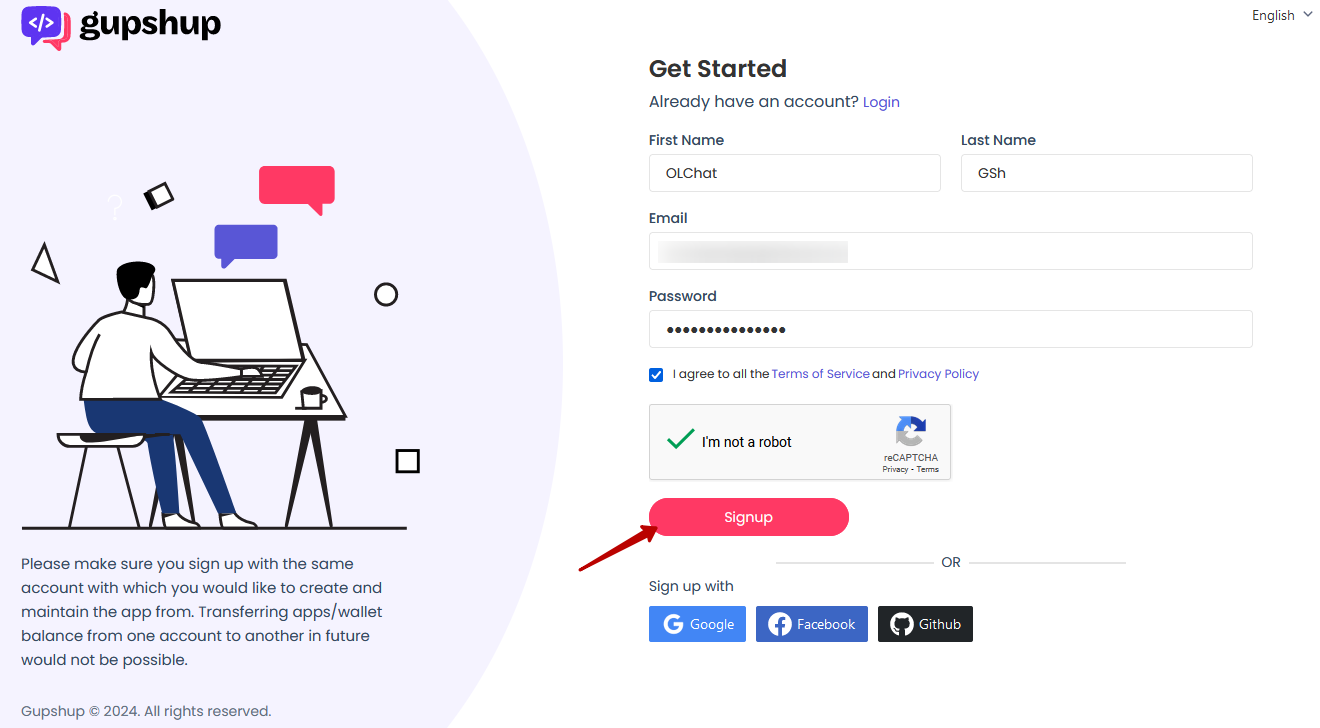 </> gupshup
English
Get Started
Already have an account? Login
First Name
Last Name
OLChat
GSh
Email
Password
•••••••••••••••
I agree to all the Terms of Service and Privacy Policy
I'm not a robot
reCAPTCHA
Privacy - Terms
Signup
OR
Sign up with
Google
Facebook
Github
?
Please make sure you sign up with the same
account with which you would like to create and
maintain the app from. Transferring apps/wallet
balance from one account to another in future
would not be possible.
Gupshup © 2024. All rights reserved.